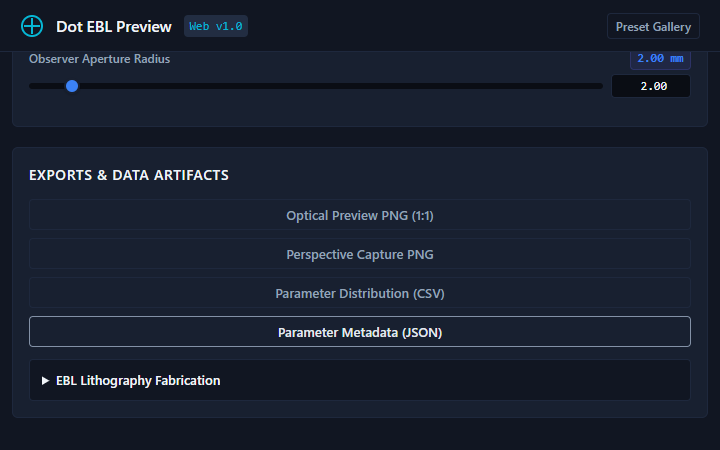 Dot EBL Preview
Web v1.0
Preset Gallery
Observer Aperture Radius
2.00 mm
2.00
EXPORTS & DATA ARTIFACTS
Optical Preview PNG (1:1)
Perspective Capture PNG
Parameter Distribution (CSV)
Parameter Metadata (JSON)
EBL Lithography Fabrication